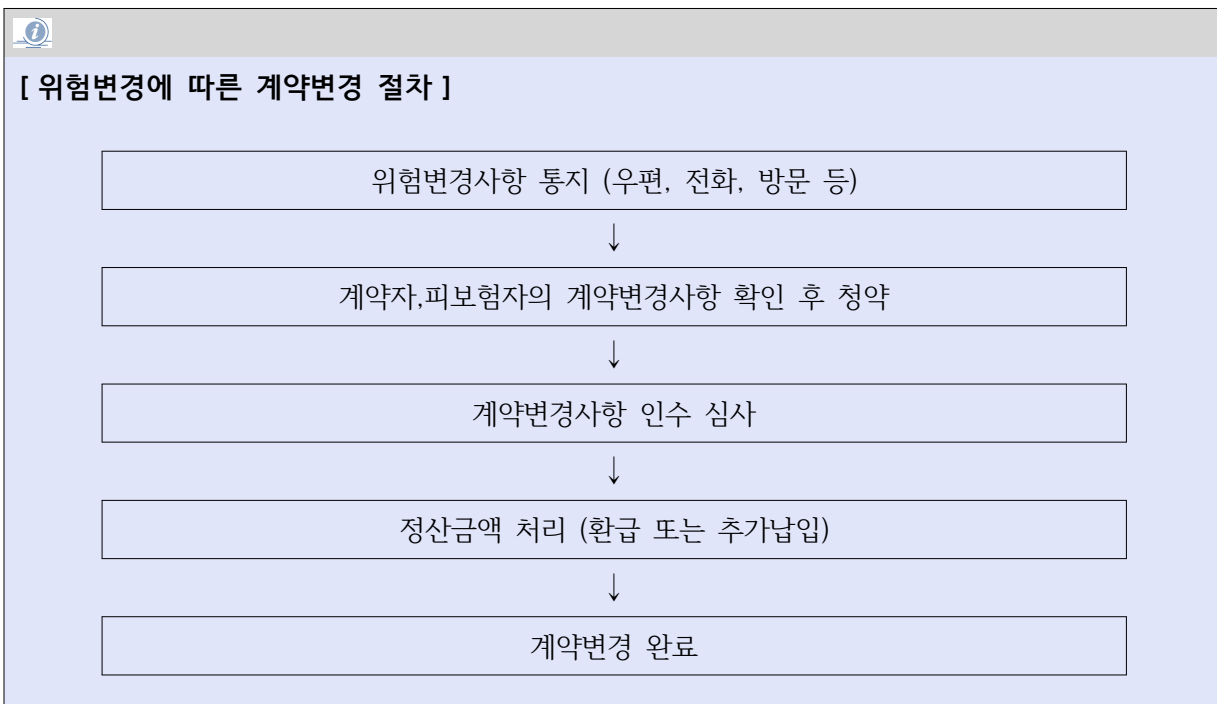 [ 위험변경에 따른 계약변경 절차 ]
위험변경사항 통지 (우편, 전화, 방문 등)
↓
계약자,피보험자의 계약변경사항 확인 후 청약
↓
계약변경사항 인수 심사
↓
정산금액 처리 (환급 또는 추가납입)
↓
계약변경 완료